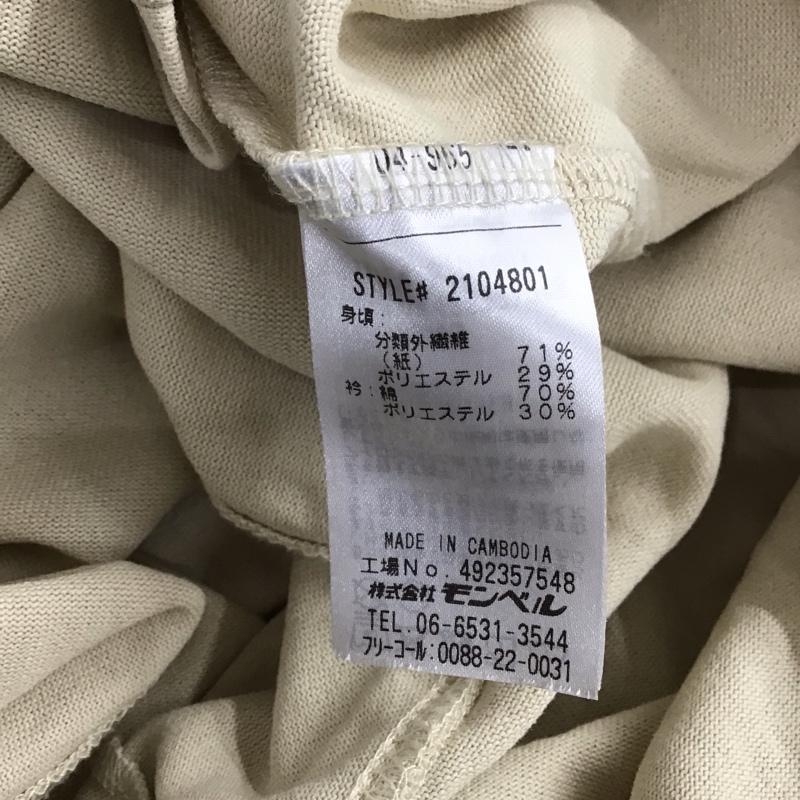 04-965
STYLE# 2104801
身頃:
分類外繊維 71%
(紙)
ポリエステル 29%
衿:綿 70%
ポリエステル 30%
MADE IN CAMBODIA
工場No. 492357548
株式会社 モンベル
TEL.06-6531-3544
フリーコール:0088-22-0031